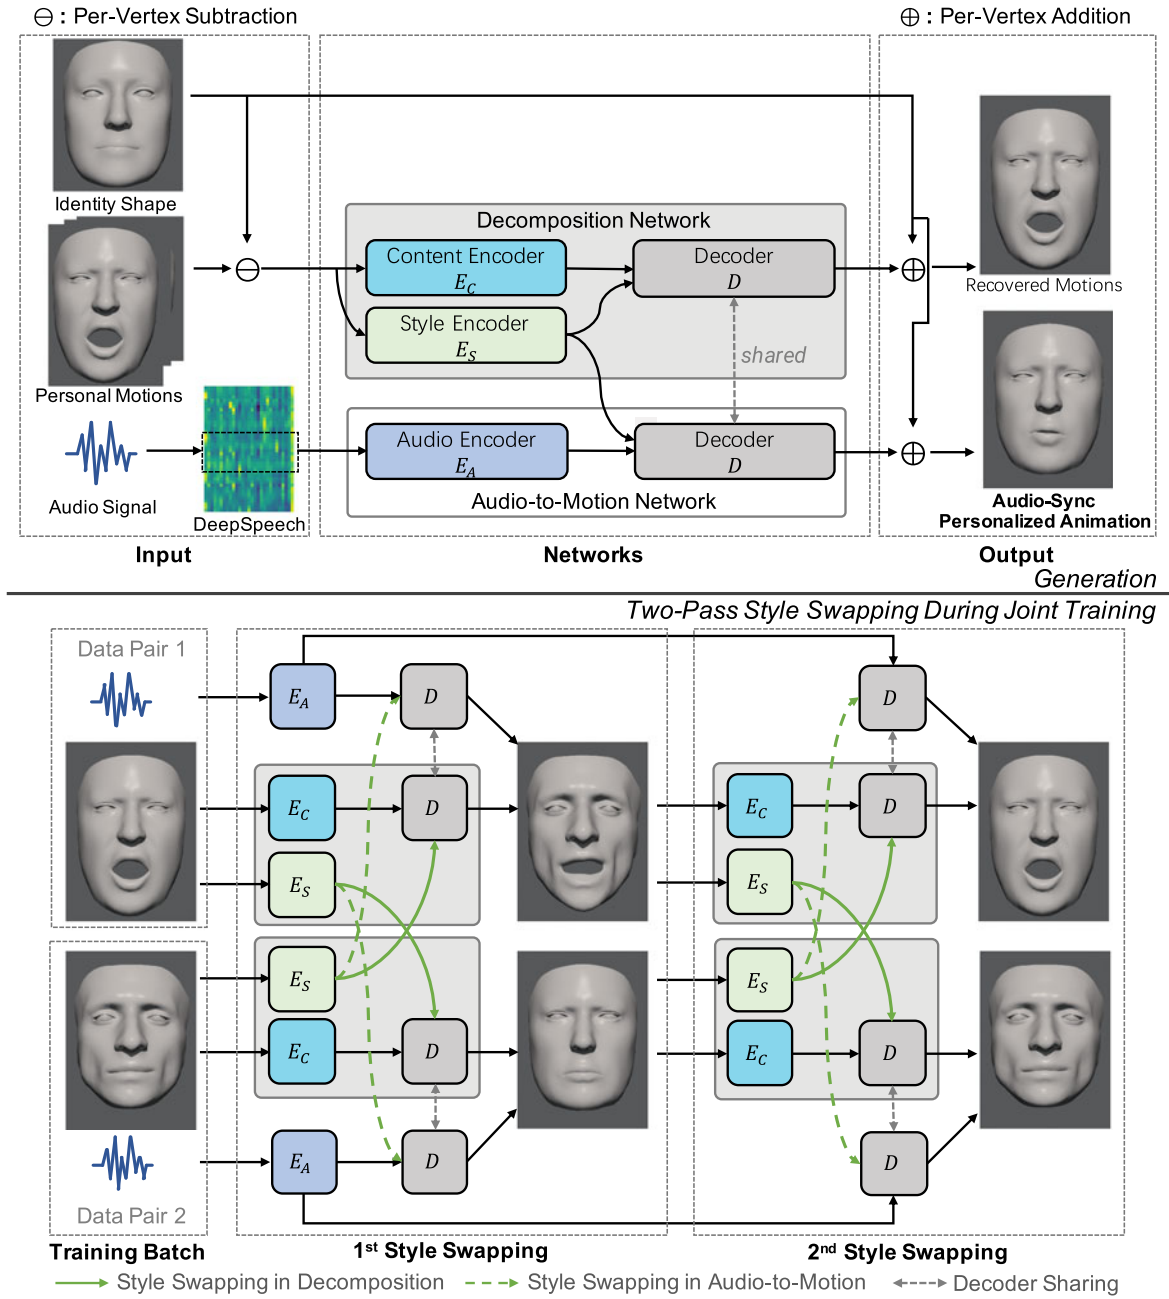 ⊖ : Per-Vertex Subtraction
⊕ : Per-Vertex Addition
Identity Shape
Personal Motions
Audio Signal
DeepSpeech
Input
Decomposition Network
Content Encoder
E_C
Style Encoder
E_S
Decoder
D
shared
Audio Encoder
E_A
Decoder
D
Audio-to-Motion Network
Networks
Recovered Motions
Audio-Sync
Personalized Animation
Output
Generation
Two-Pass Style Swapping During Joint Training
Data Pair 1
Data Pair 2
Training Batch
E_A
D
E_C
D
E_S
E_S
E_C
D
E_A
D
1st Style Swapping
D
E_C
D
E_S
E_S
E_C
D
D
2nd Style Swapping
Style Swapping in Decomposition
Style Swapping in Audio-to-Motion
Decoder Sharing